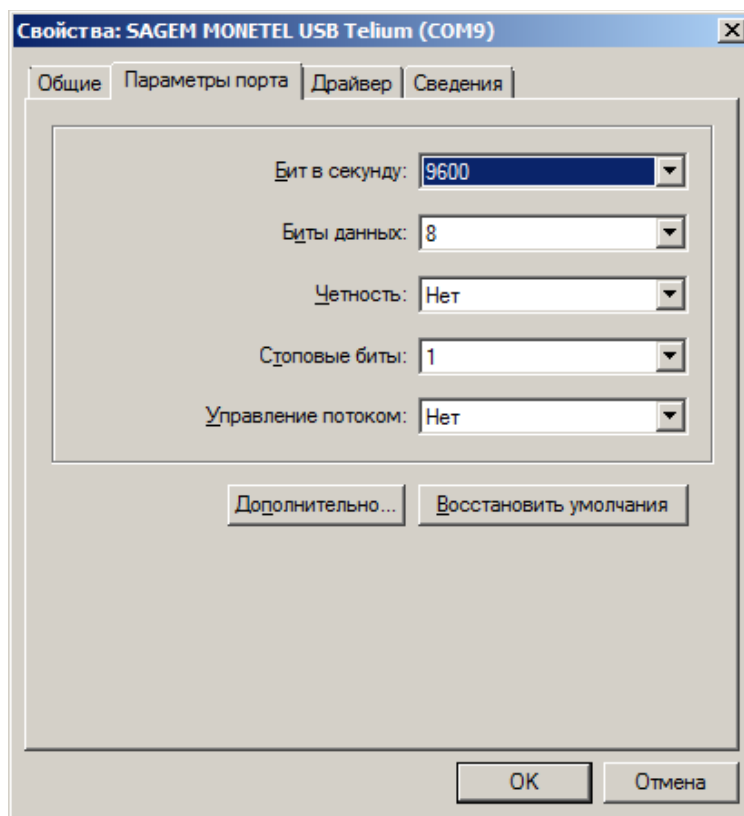 Свойства: SAGEM MONETEL USB Telium (COM9)
Общие Параметры порта Драйвер Сведения
Бит в секунду: 9600
Биты данных: 8
Четность: Нет
Стоповые биты: 1
Управление потоком: Нет
Дополнительно... Восстановить умолчания
OK Отмена